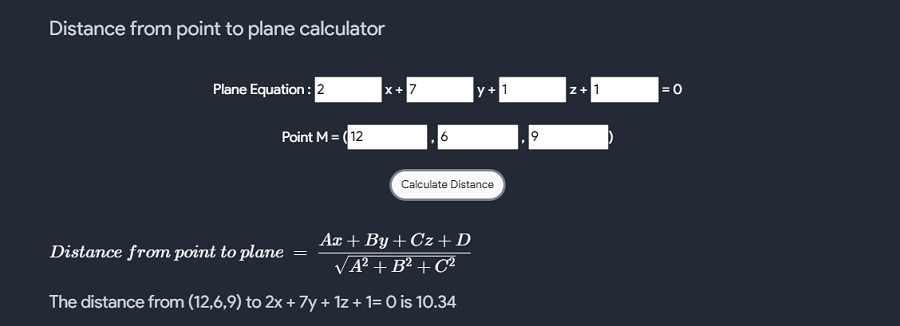 Distance from point to plane calculator
Plane Equation : 2 x + 7 y + 1 z + 1 = 0
Point M = ( 12 , 6 , 9 )
Calculate Distance
Distance from point to plane = \frac{Ax + By + Cz + D}{\sqrt{A^2 + B^2 + C^2}}
The distance from (12,6,9) to 2x + 7y + 1z + 1= 0 is 10.34